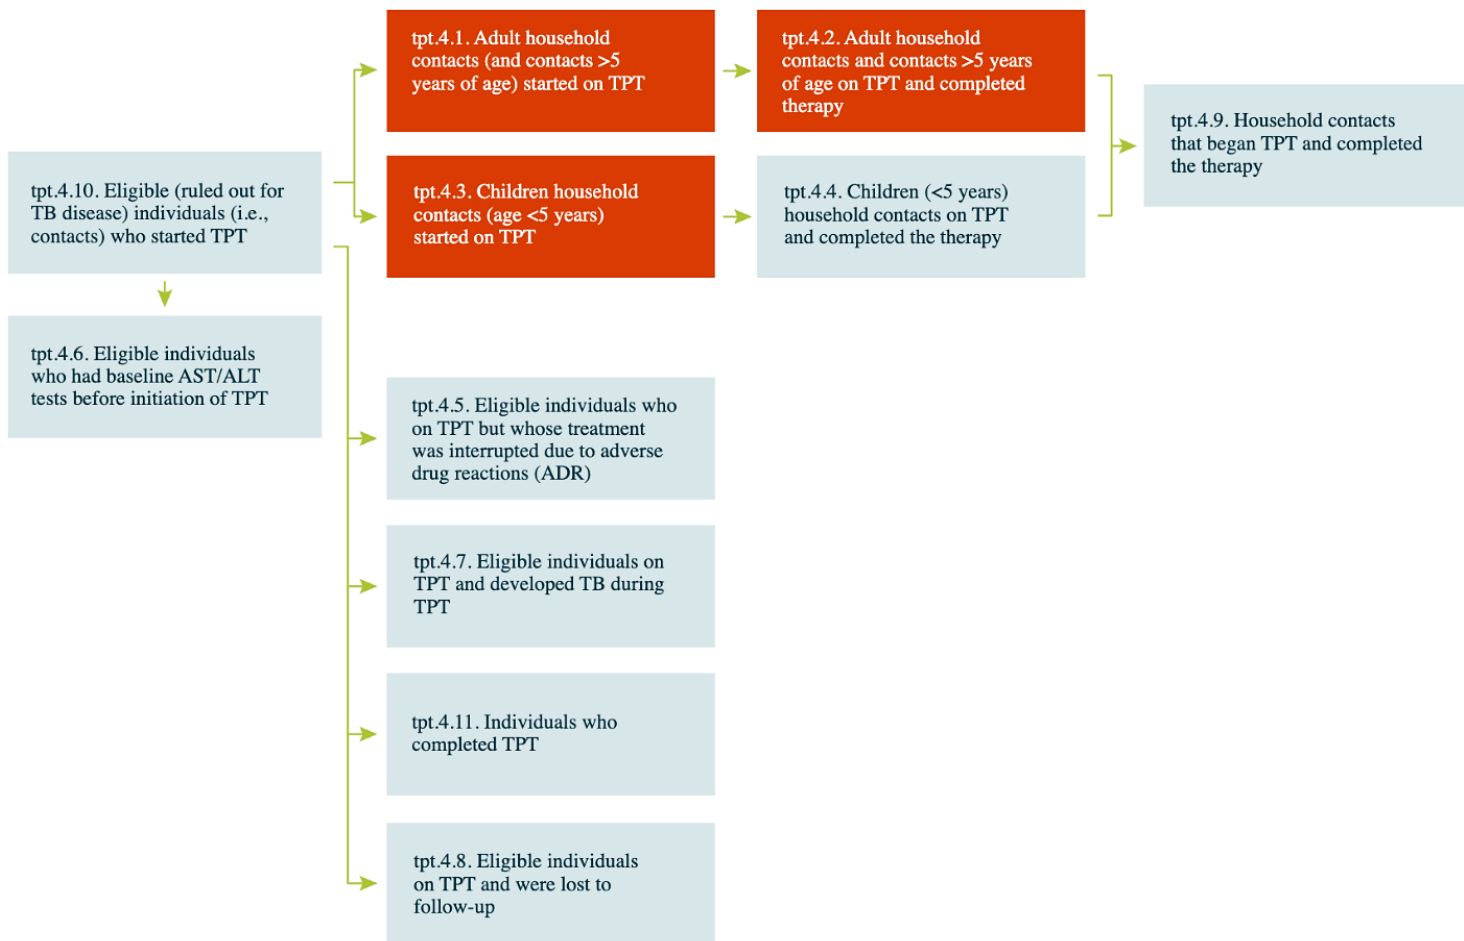 tpt.4.1. Adult household
contacts (and contacts >5
years of age) started on TPT
tpt.4.2. Adult household
contacts and contacts >5 years
of age on TPT and completed
therapy
tpt.4.9. Household contacts
that began TPT and completed
the therapy
tpt.4.10. Eligible (ruled out for
TB disease) individuals (i.e.,
contacts) who started TPT
tpt.4.3. Children household
contacts (age <5 years)
started on TPT
tpt.4.4. Children (<5 years)
household contacts on TPT
and completed the therapy
tpt.4.6. Eligible individuals
who had baseline AST/ALT
tests before initiation of TPT
tpt.4.5. Eligible individuals who
on TPT but whose treatment
was interrupted due to adverse
drug reactions (ADR)
tpt.4.7. Eligible individuals on
TPT and developed TB during
TPT
tpt.4.11. Individuals who
completed TPT
tpt.4.8. Eligible individuals
on TPT and were lost to
follow-up